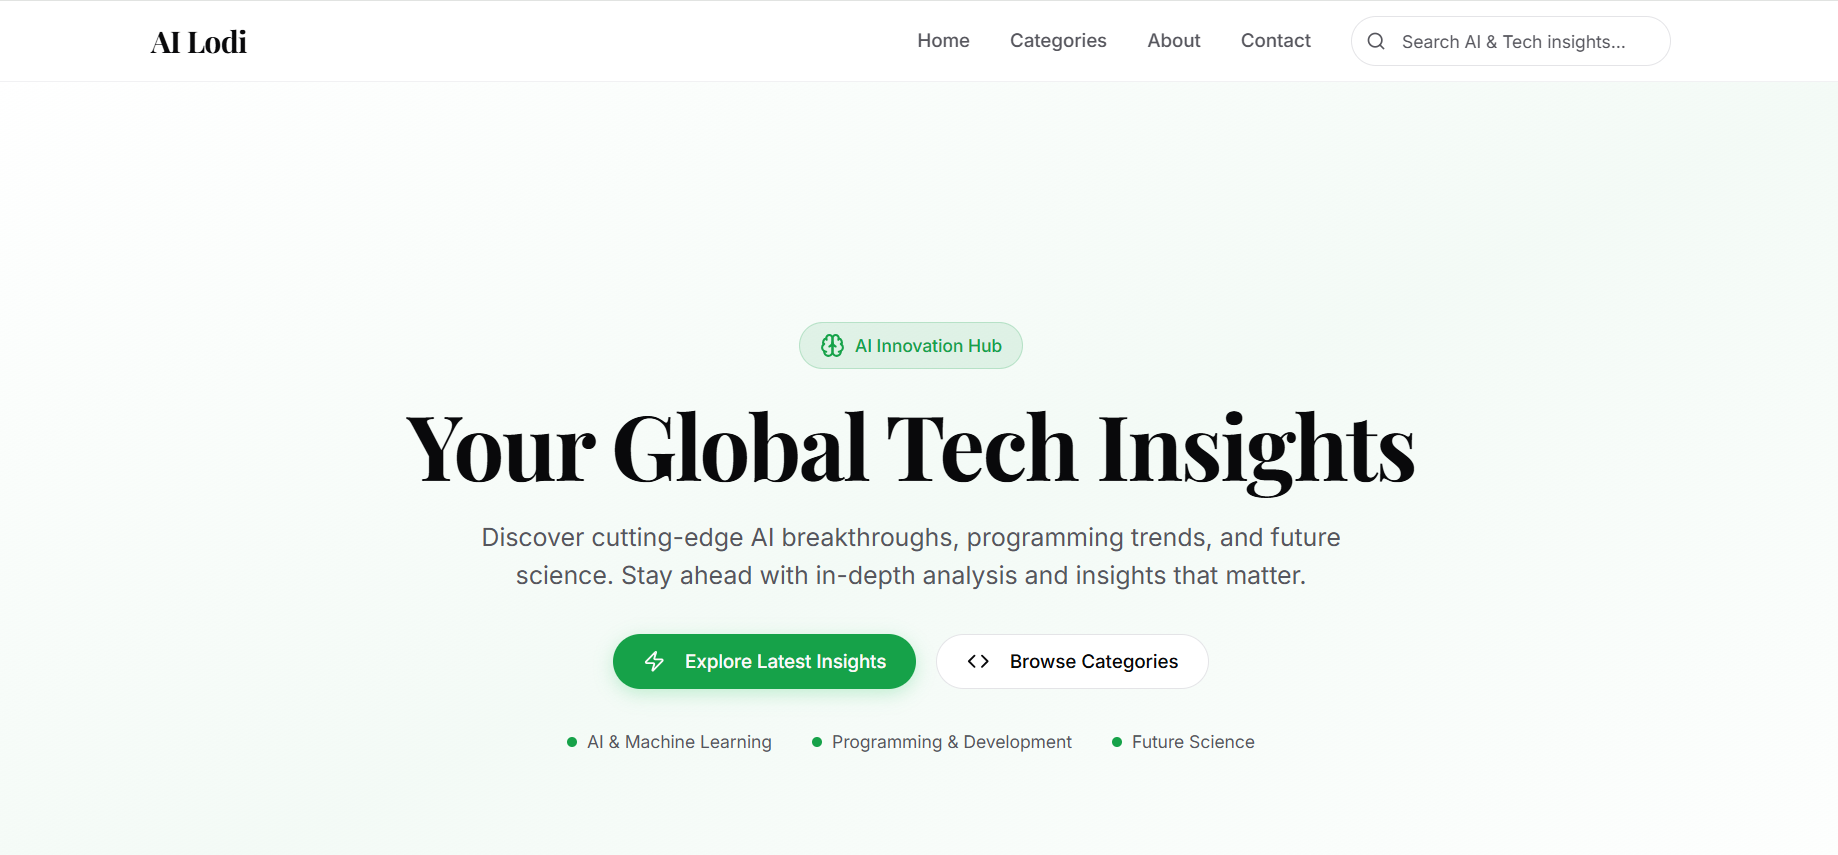 AI Lodi
Home
Categories
About
Contact
Search AI & Tech insights...
AI Innovation Hub
Your Global Tech Insights
Discover cutting-edge AI breakthroughs, programming trends, and future
science. Stay ahead with in-depth analysis and insights that matter.
Explore Latest Insights
Browse Categories
AI & Machine Learning
Programming & Development
Future Science